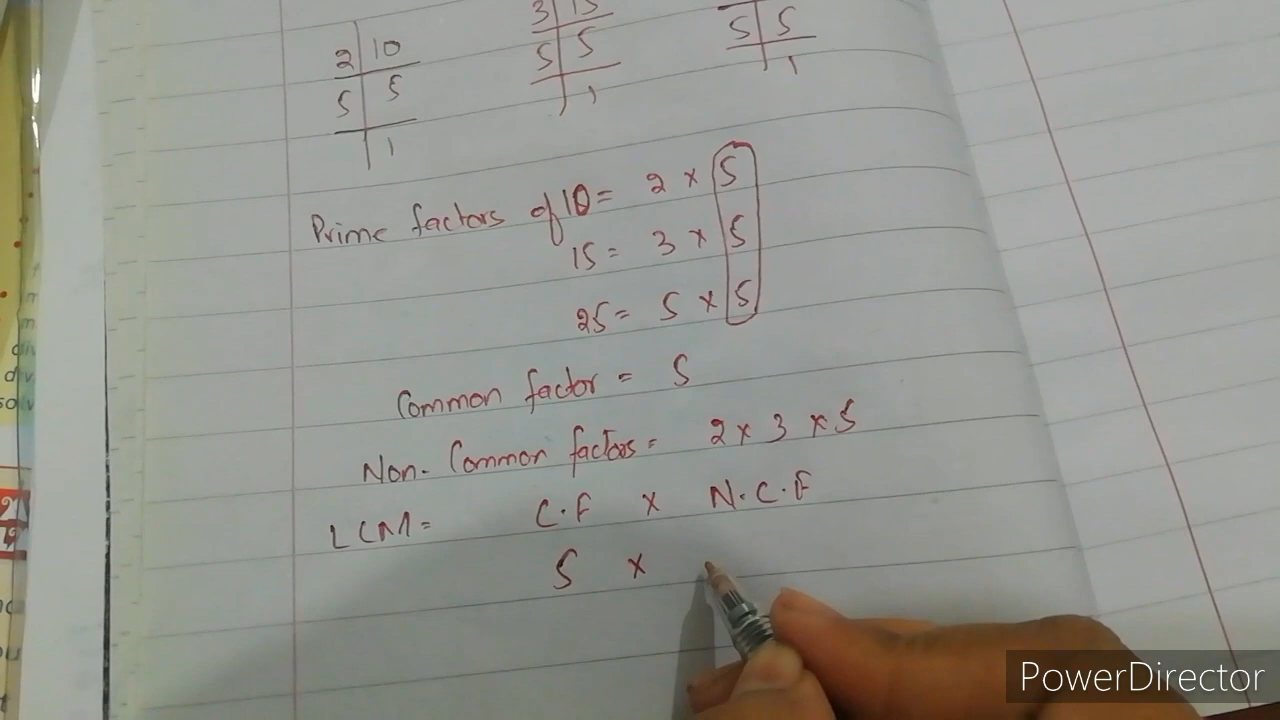 3 | 15
2 | 10
5 | 5
5 | 5
5 | 5
1
1
1
Prime factors of 10 = 2 × 5
15 = 3 × 5
25 = 5 × 5
Common factor = 5
Non-Common factors = 2 × 3 × 5
LCM = C.F × N.C.F
5 ×
PowerDirector